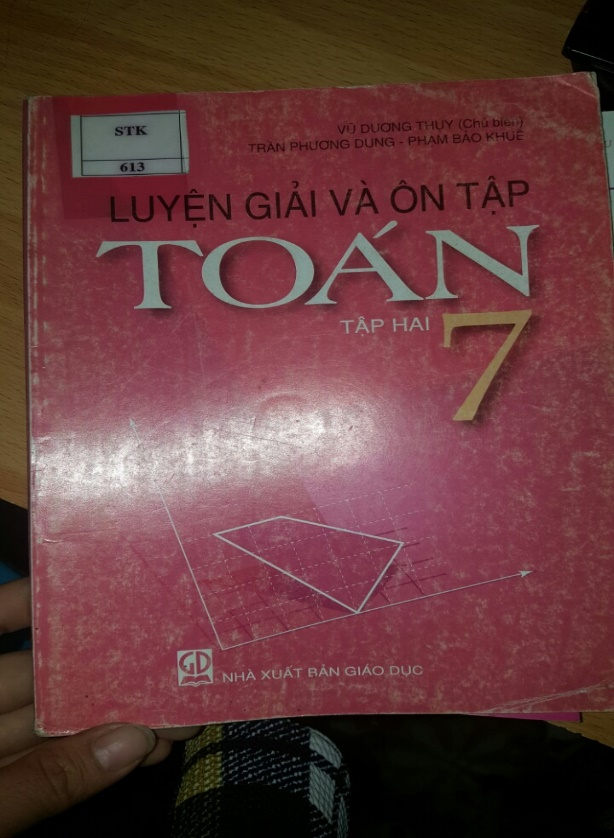 STK
613
VŨ DƯƠNG THỤY (Chủ biên)
TRẦN PHƯƠNG DUNG - PHẠM BẢO KHUÊ
LUYỆN GIẢI VÀ ÔN TẬP
TOÁN
TẬP HAI
7
GD
NHÀ XUẤT BẢN GIÁO DỤC